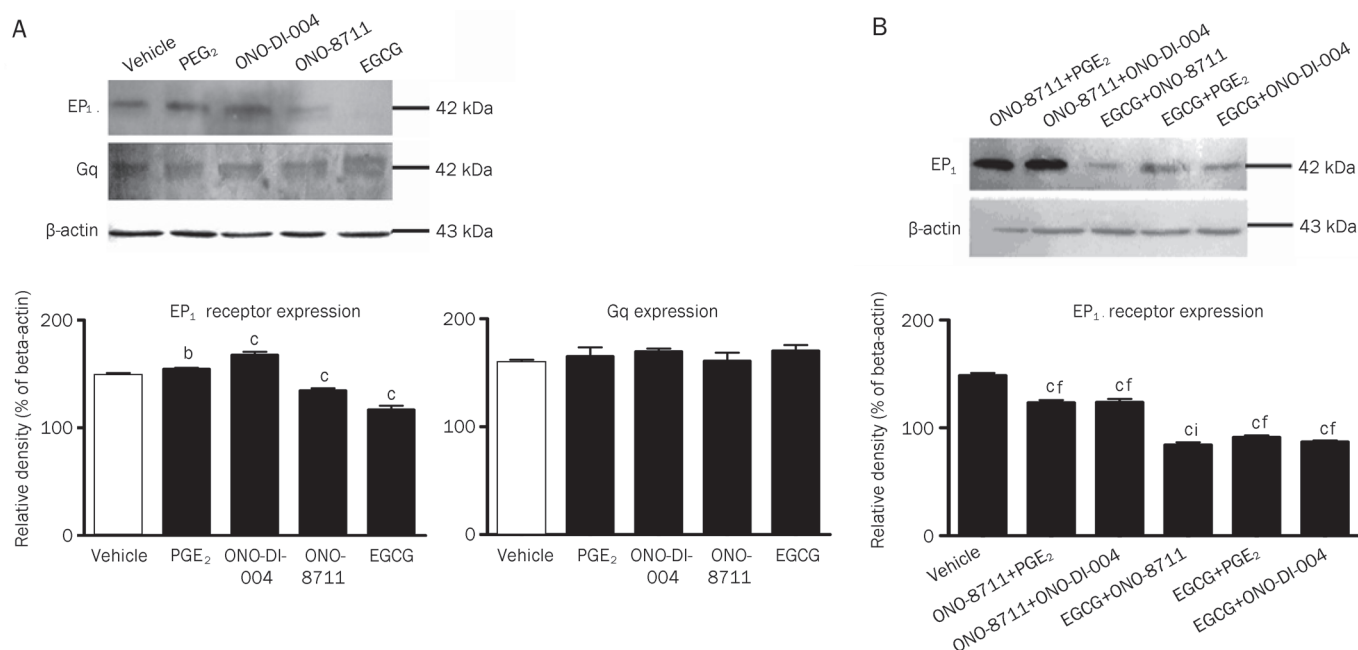 A
Vehicle
PEG₂
ONO-DI-004
ONO-8711
EGCG
EP₁.
42 kDa
Gq
42 kDa
β-actin
43 kDa
EP₁ receptor expression
Relative density (% of beta-actin)
200
b
c
c
c
100
0
Vehicle
PGE₂
ONO-DI-
004
ONO-
8711
EGCG
Gq expression
200
100
0
Vehicle
PGE₂
ONO-DI-
004
ONO-
8711
EGCG
B
ONO-8711+PGE₂
ONO-8711+ONO-DI-004
EGCG+ONO-8711
EGCG+PGE₂
EGCG+ONO-DI-004
EP₁
42 kDa
β-actin
43 kDa
EP₁. receptor expression
Relative density (% of beta-actin)
200
cf
cf
ci
cf
cf
100
0
Vehicle
ONO-8711+PGE₂
ONO-8711+ONO-DI-004
EGCG+ONO-8711
EGCG+PGE₂
EGCG+ONO-DI-004